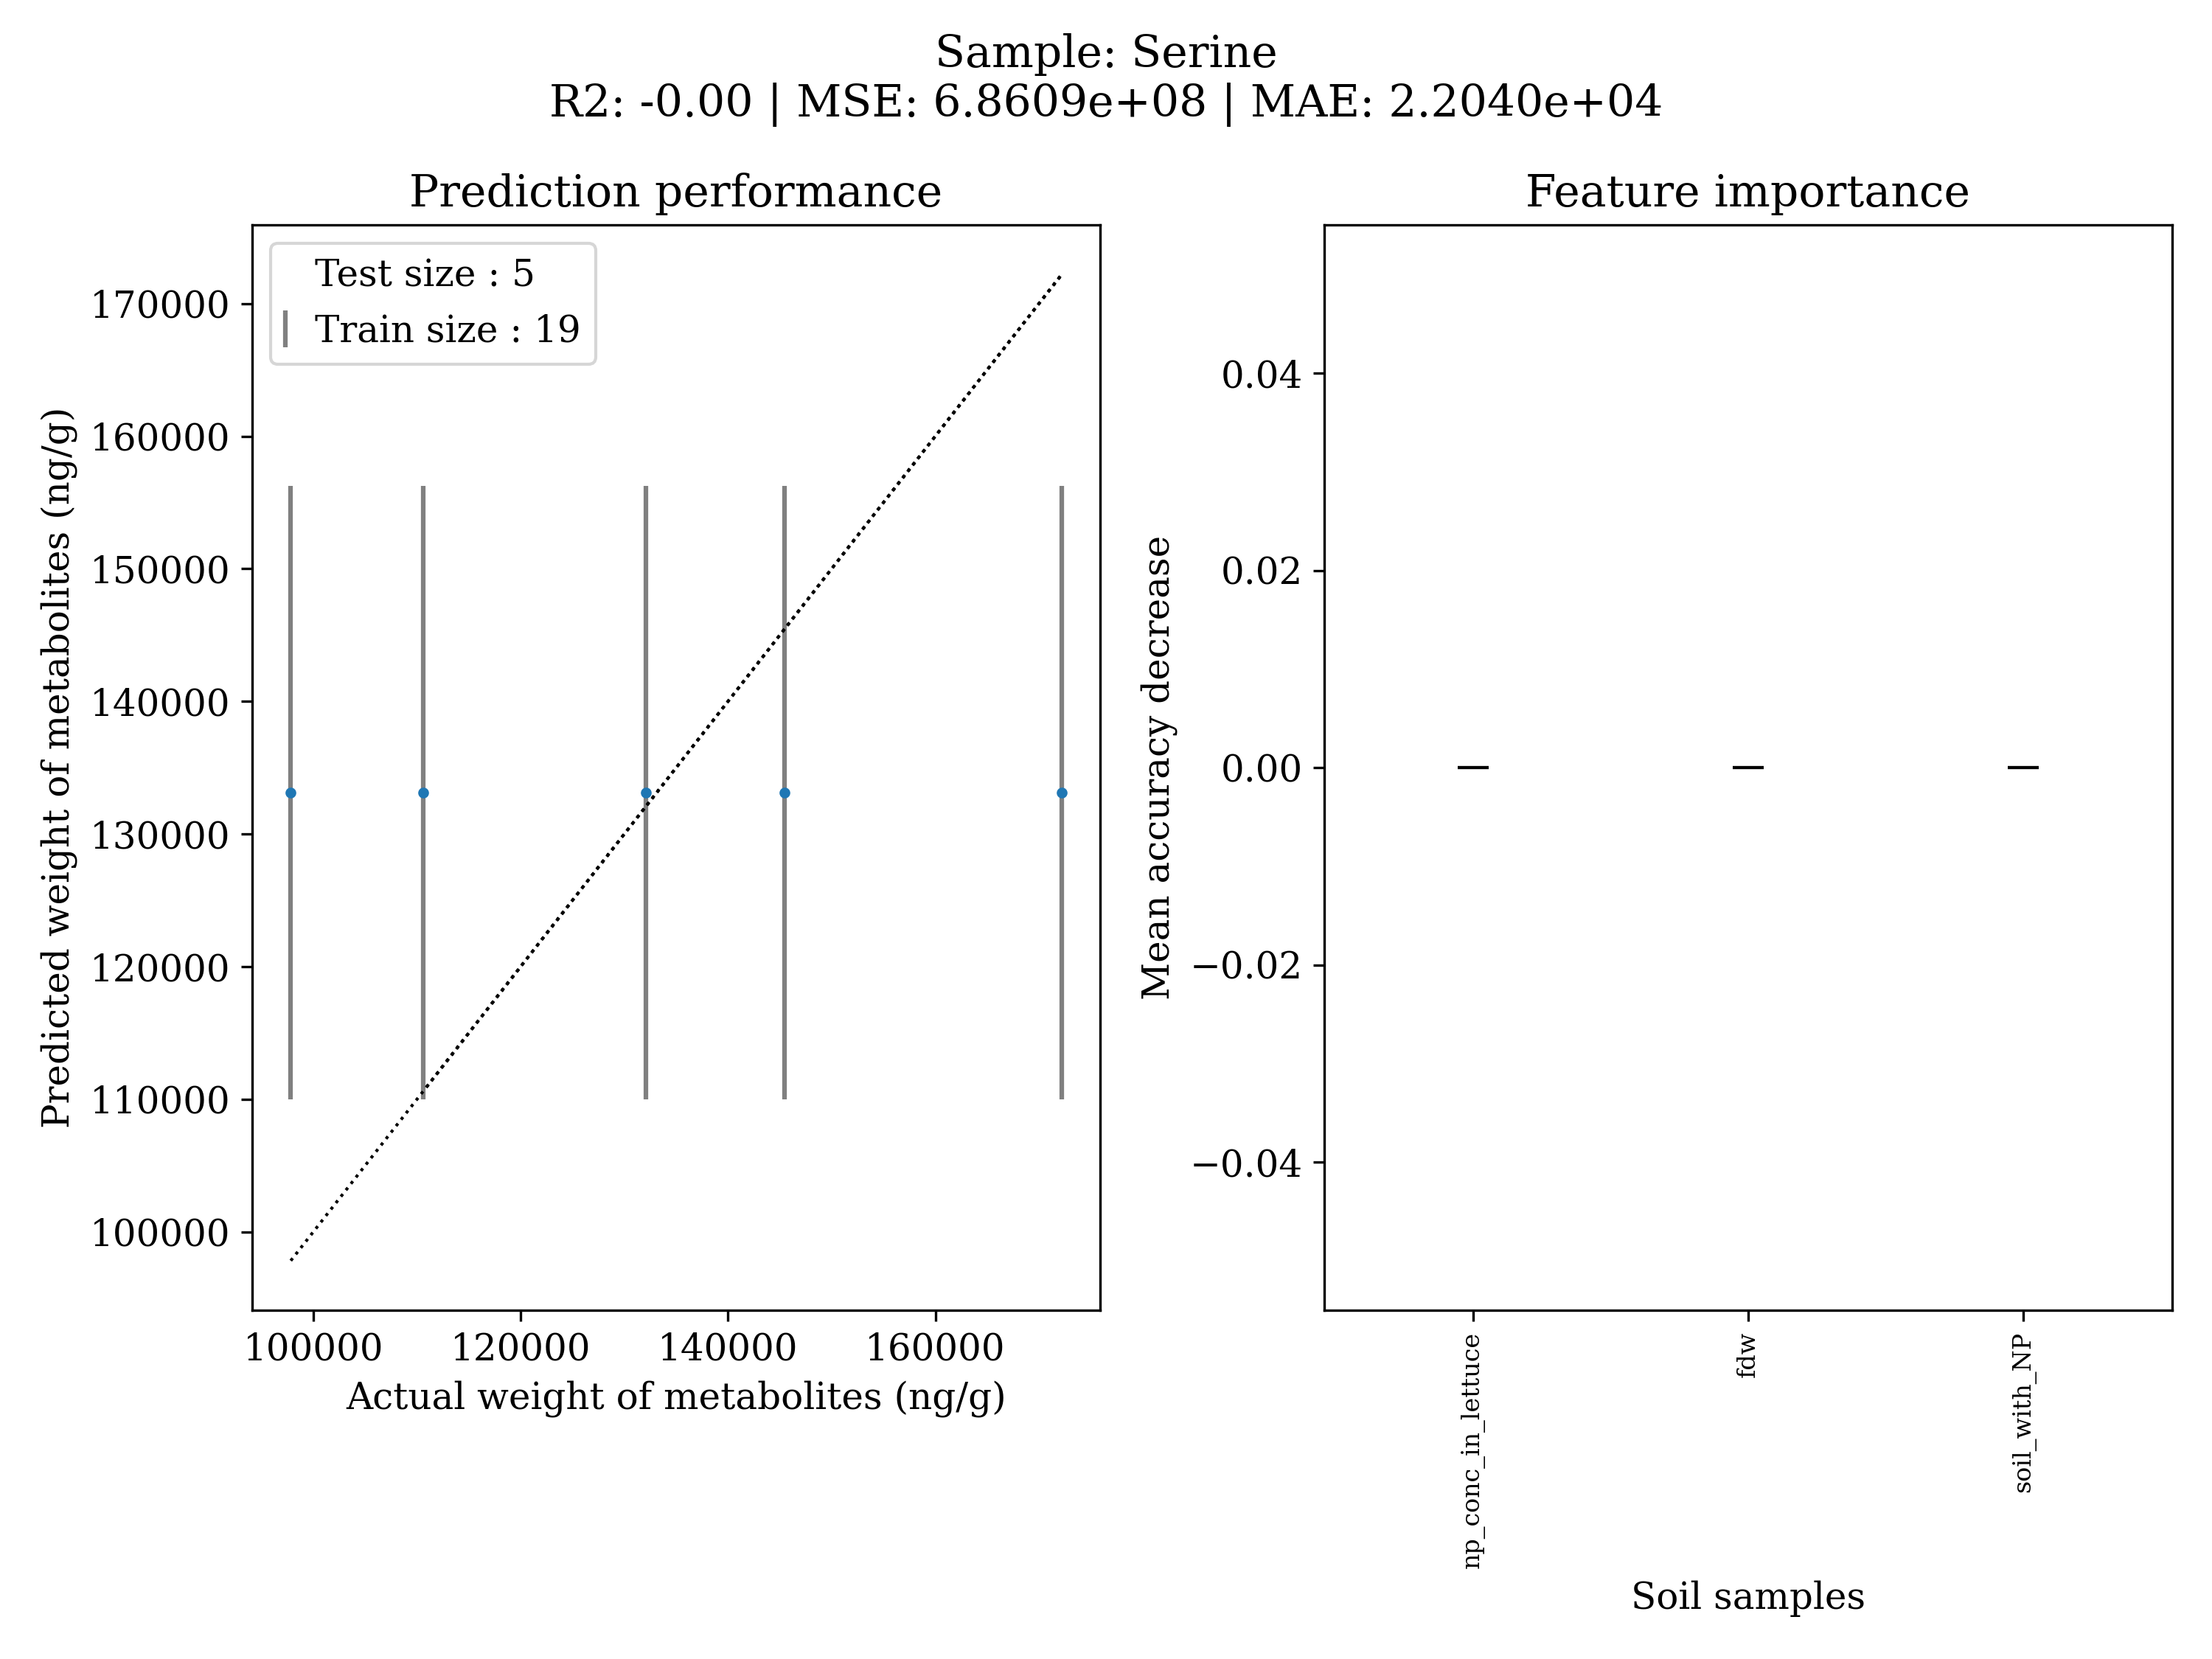 Sample: Serine
R2: -0.00 | MSE: 6.8609e+08 | MAE: 2.2040e+04
Prediction performance
Test size : 5
Train size : 19
170000
160000
150000
140000
130000
120000
110000
100000
Predicted weight of metabolites (ng/g)
100000 120000 140000 160000
Actual weight of metabolites (ng/g)
Feature importance
0.04
0.02
0.00
−0.02
−0.04
Mean accuracy decrease
np_conc_in_lettuce
fdw
soil_with_NP
Soil samples